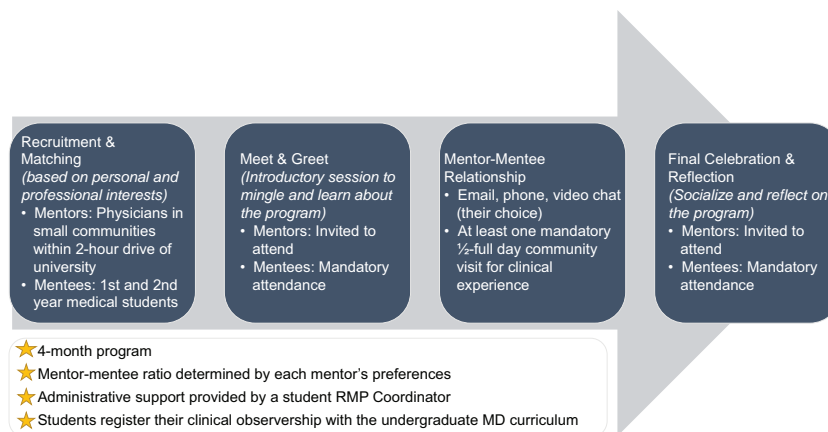 Recruitment &
Matching
(based on personal and
professional interests)
• Mentors: Physicians in
small communities
within 2-hour drive of
university
• Mentees: 1st and 2nd
year medical students
Meet & Greet
(Introductory session to
mingle and learn about
the program)
• Mentors: Invited to
attend
• Mentees: Mandatory
attendance
Mentor-Mentee
Relationship
• Email, phone, video chat
(their choice)
• At least one mandatory
½-full day community
visit for clinical
experience
Final Celebration &
Reflection
(Socialize and reflect on
the program)
• Mentors: Invited to
attend
• Mentees: Mandatory
attendance
4-month program
Mentor-mentee ratio determined by each mentor's preferences
Administrative support provided by a student RMP Coordinator
Students register their clinical observership with the undergraduate MD curriculum